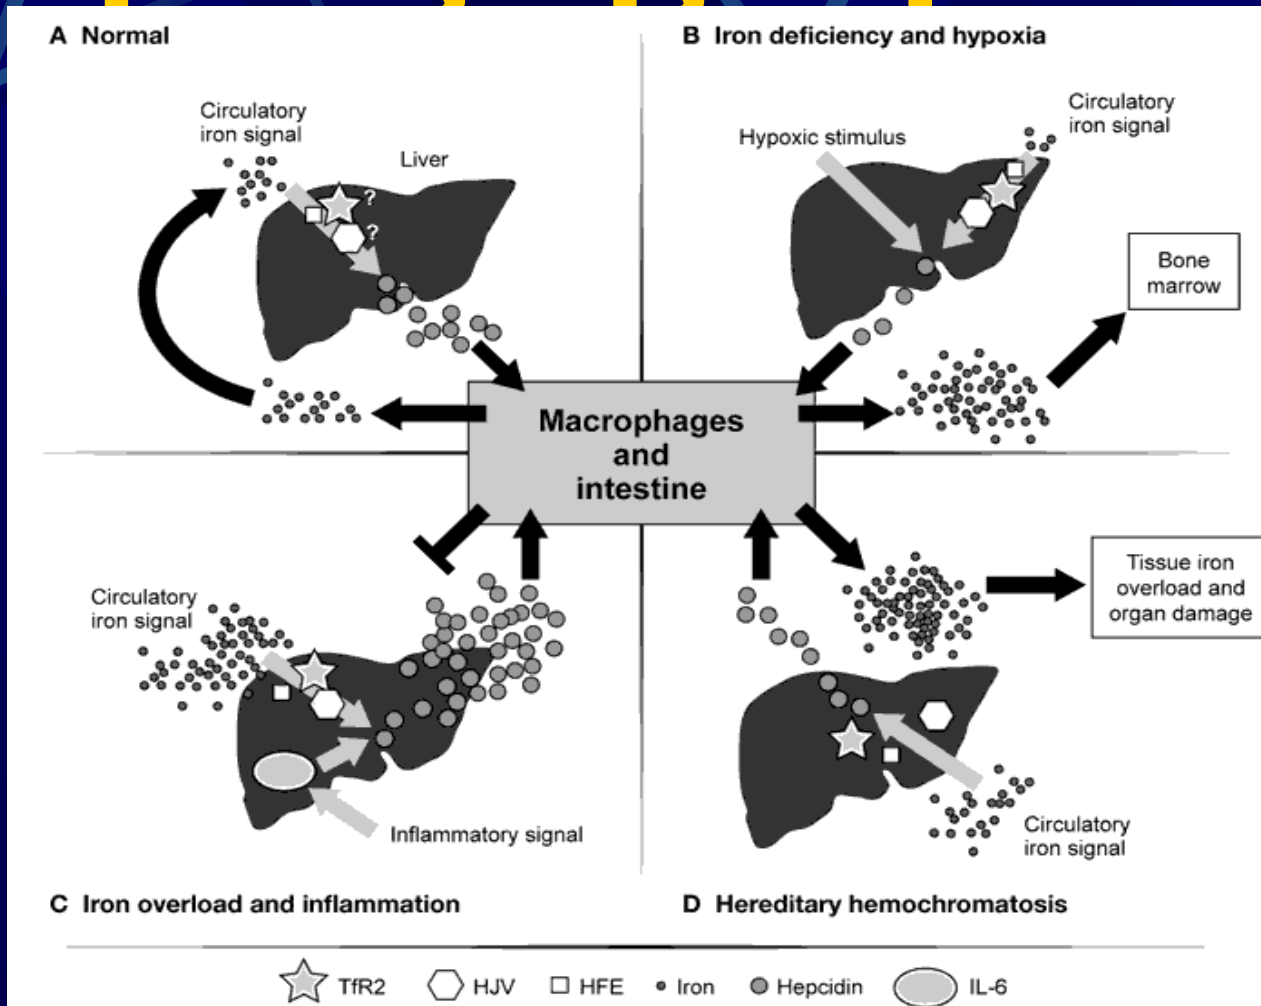 A Normal
B Iron deficiency and hypoxia
Circulatory
iron signal
Liver
?
?
Hypoxic stimulus
Circulatory
iron signal
Bone
marrow
Macrophages
and
intestine
Circulatory
iron signal
Inflammatory signal
Tissue iron
overload and
organ damage
Circulatory
iron signal
C Iron overload and inflammation
D Hereditary hemochromatosis
TfR2 HJV HFE Iron Hepcidin IL-6